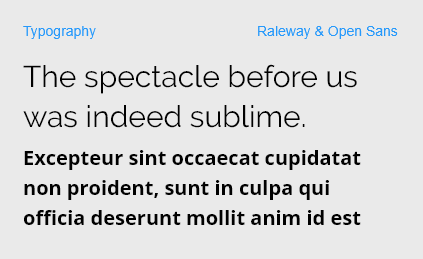 Typography
Raleway & Open Sans
The spectacle before us
was indeed sublime.
Excepteur sint occaecat cupidatat
non proident, sunt in culpa qui
officia deserunt mollit anim id est